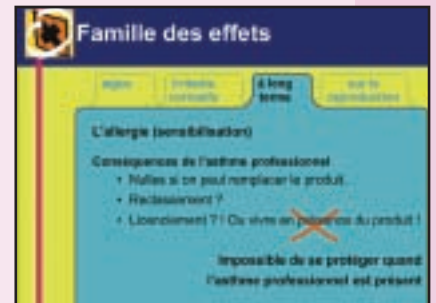 Famille des effets
aigus
irritants
corrosifs
à long
terme
sur la
reproduction
L'allergie (sensibilisation)
Conséquences de l'asthme professionnel
• Nulles si on peut remplacer le produit...
• Reclassement ?
• Licenciement ? ! Ou vivre en présence du produit !
Impossible de se protéger quand
l'asthme professionnel est présent